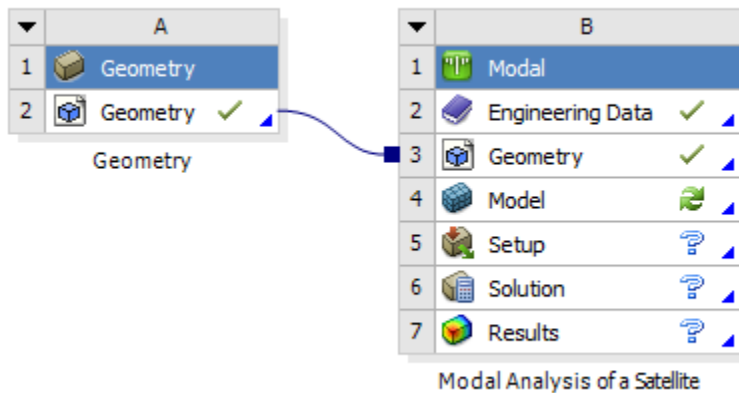 A
1 Geometry
2 Geometry
Geometry
B
1 Modal
2 Engineering Data
3 Geometry
4 Model
5 Setup
6 Solution
7 Results
Modal Analysis of a Satellite